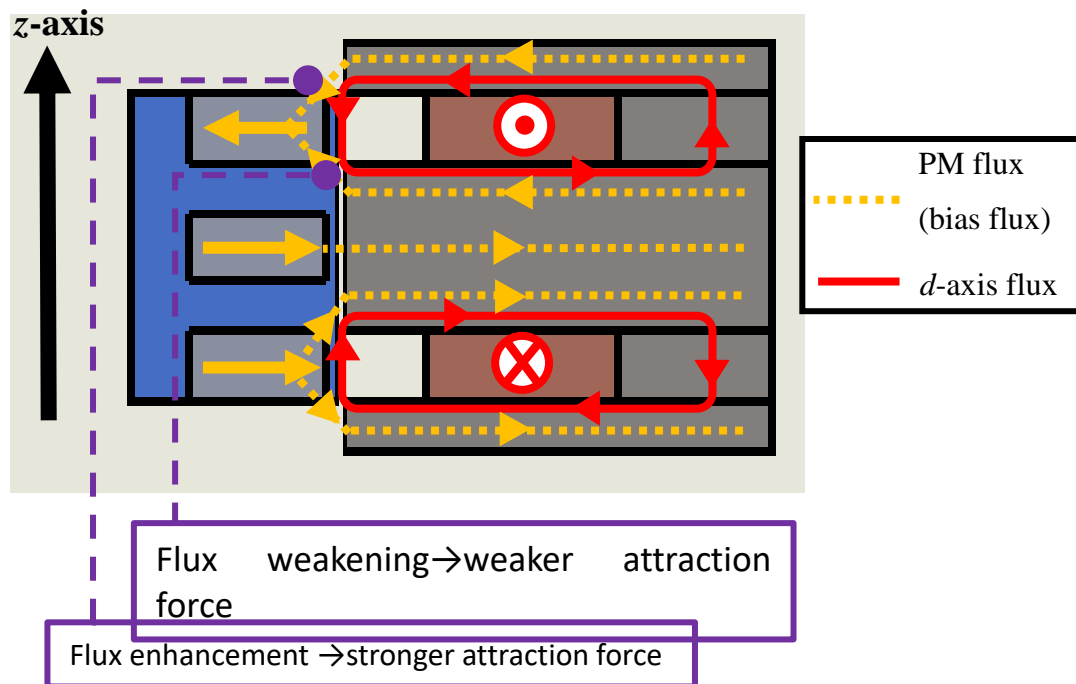 z-axis
PM flux
(bias flux)
d-axis flux
Flux weakening→weaker attraction
force
Flux enhancement →stronger attraction force